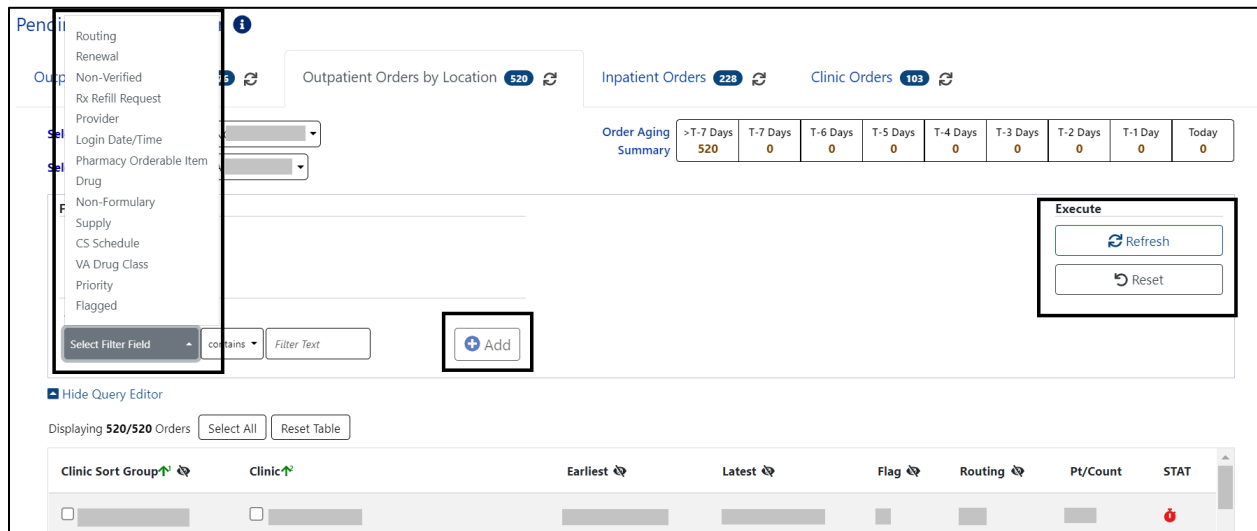 Routing
Renewal
Non-Verified
Rx Refill Request
Provider
Login Date/Time
Pharmacy Orderable Item
Drug
Non-Formulary
Supply
CS Schedule
VA Drug Class
Priority
Flagged
Outpatient Orders by Location 520
Inpatient Orders 228
Clinic Orders 103
Order Aging Summary
>T-7 Days T-7 Days T-6 Days T-5 Days T-4 Days T-3 Days T-2 Days T-1 Day Today
520 0 0 0 0 0 0 0 0
Execute
Refresh
Reset
Select Filter Field contains Filter Text Add
Hide Query Editor
Displaying 520/520 Orders Select All Reset Table
Clinic Sort Group 1 Clinic 2 Earliest Latest Flag Routing Pt/Count STAT